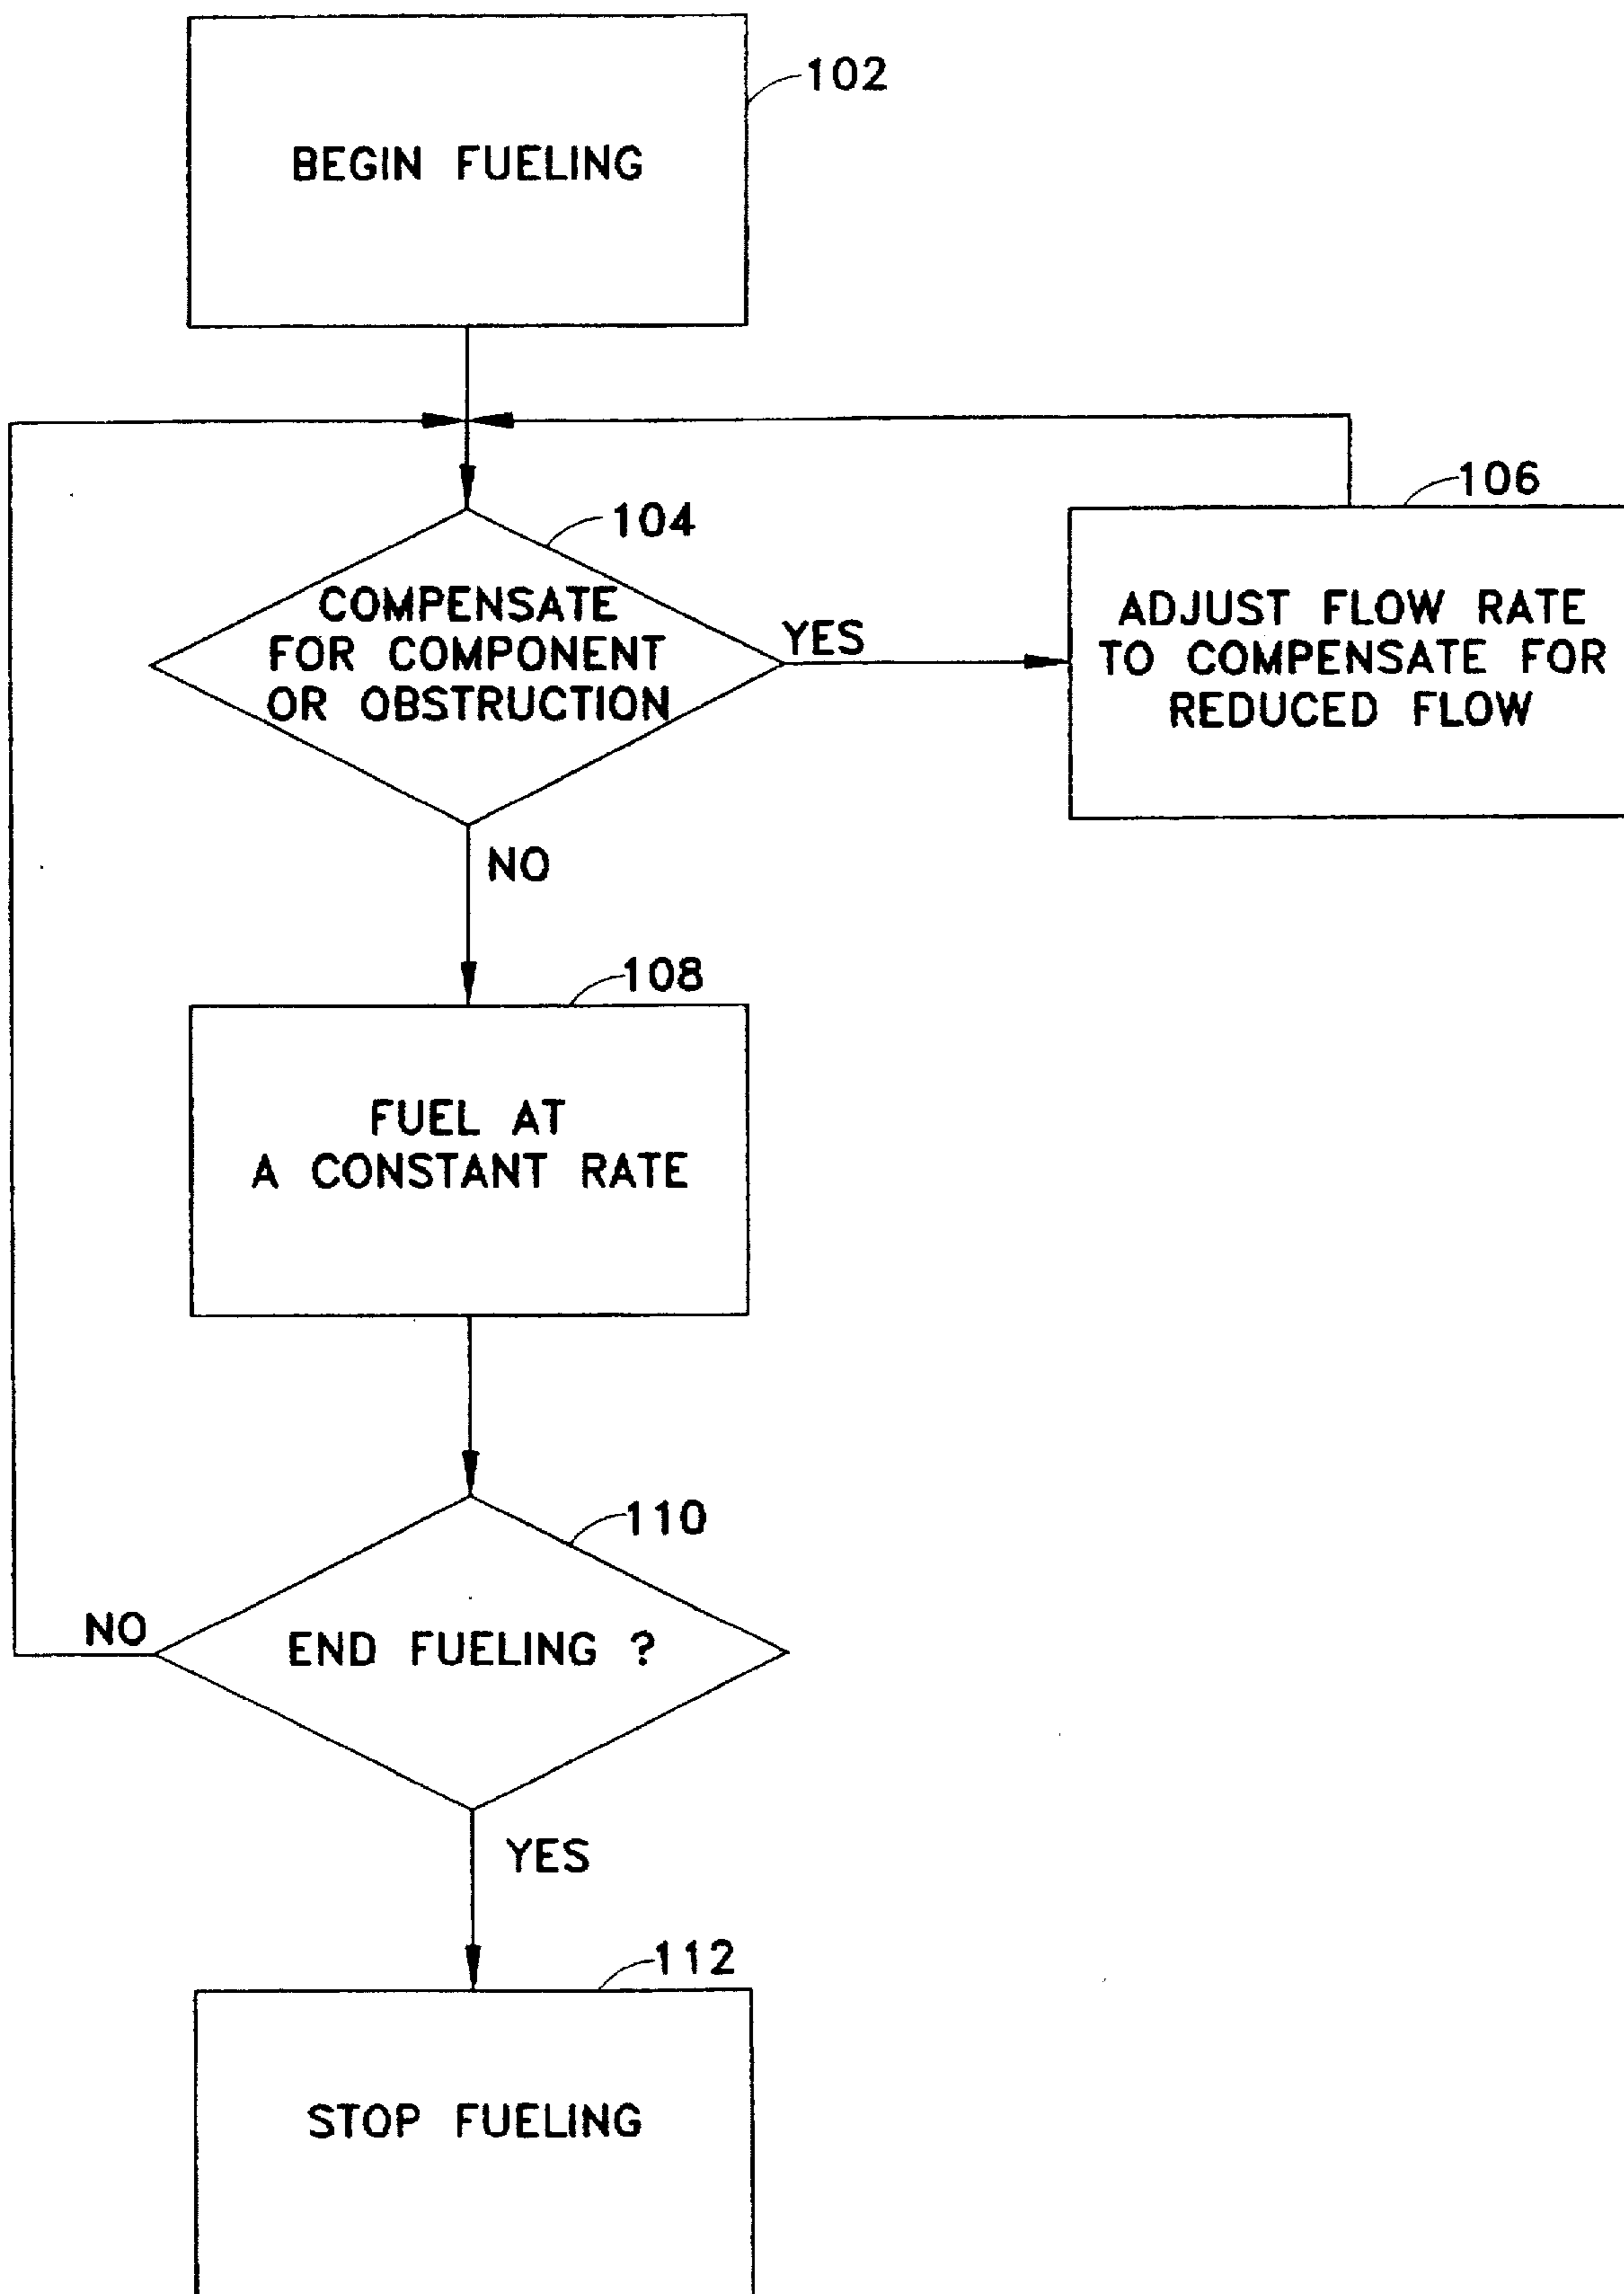 102
BEGIN FUELING
104
COMPENSATE
FOR COMPONENT
OR OBSTRUCTION
YES
106
ADJUST FLOW RATE
TO COMPENSATE FOR
REDUCED FLOW
NO
108
FUEL AT
A CONSTANT RATE
110
END FUELING ?
NO
YES
112
STOP FUELING